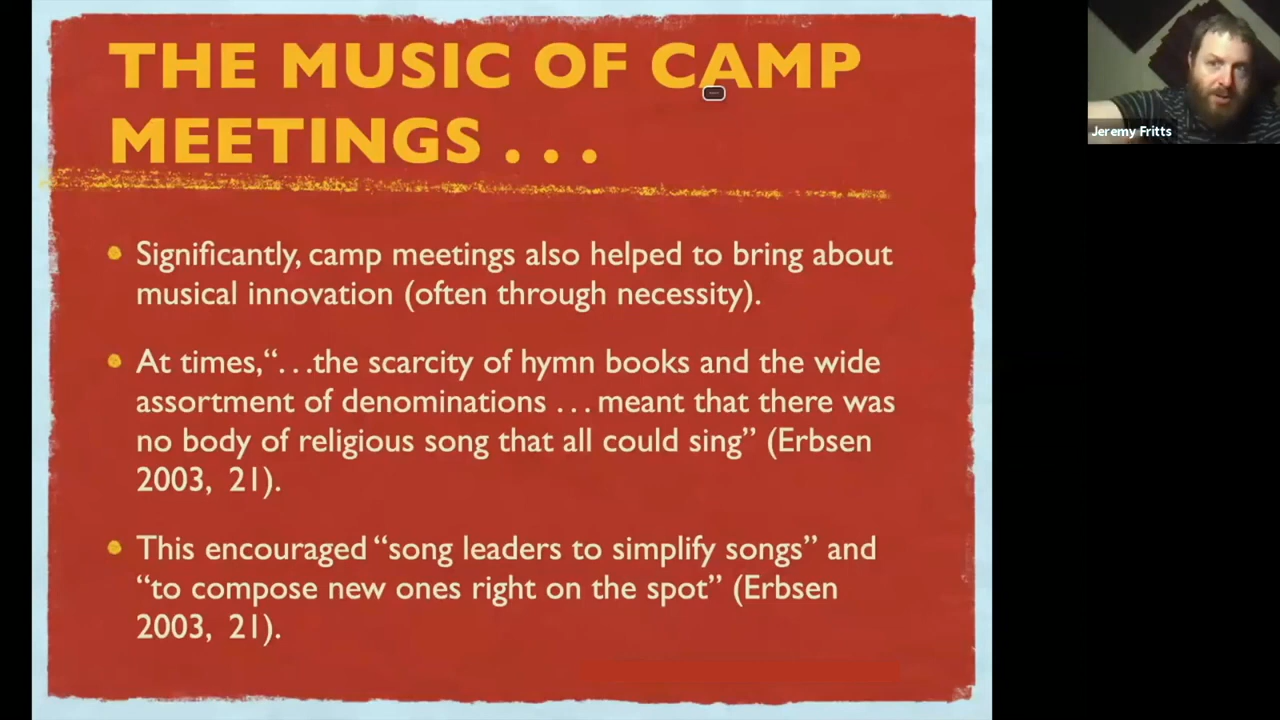 THE MUSIC OF CAMP
MEETINGS . . .
• Significantly, camp meetings also helped to bring about
musical innovation (often through necessity).
• At times, “. . .the scarcity of hymn books and the wide
assortment of denominations . . . meant that there was
no body of religious song that all could sing” (Erbsen
2003, 21).
• This encouraged “song leaders to simplify songs” and
“to compose new ones right on the spot” (Erbsen
2003, 21).
Jeremy Fritts